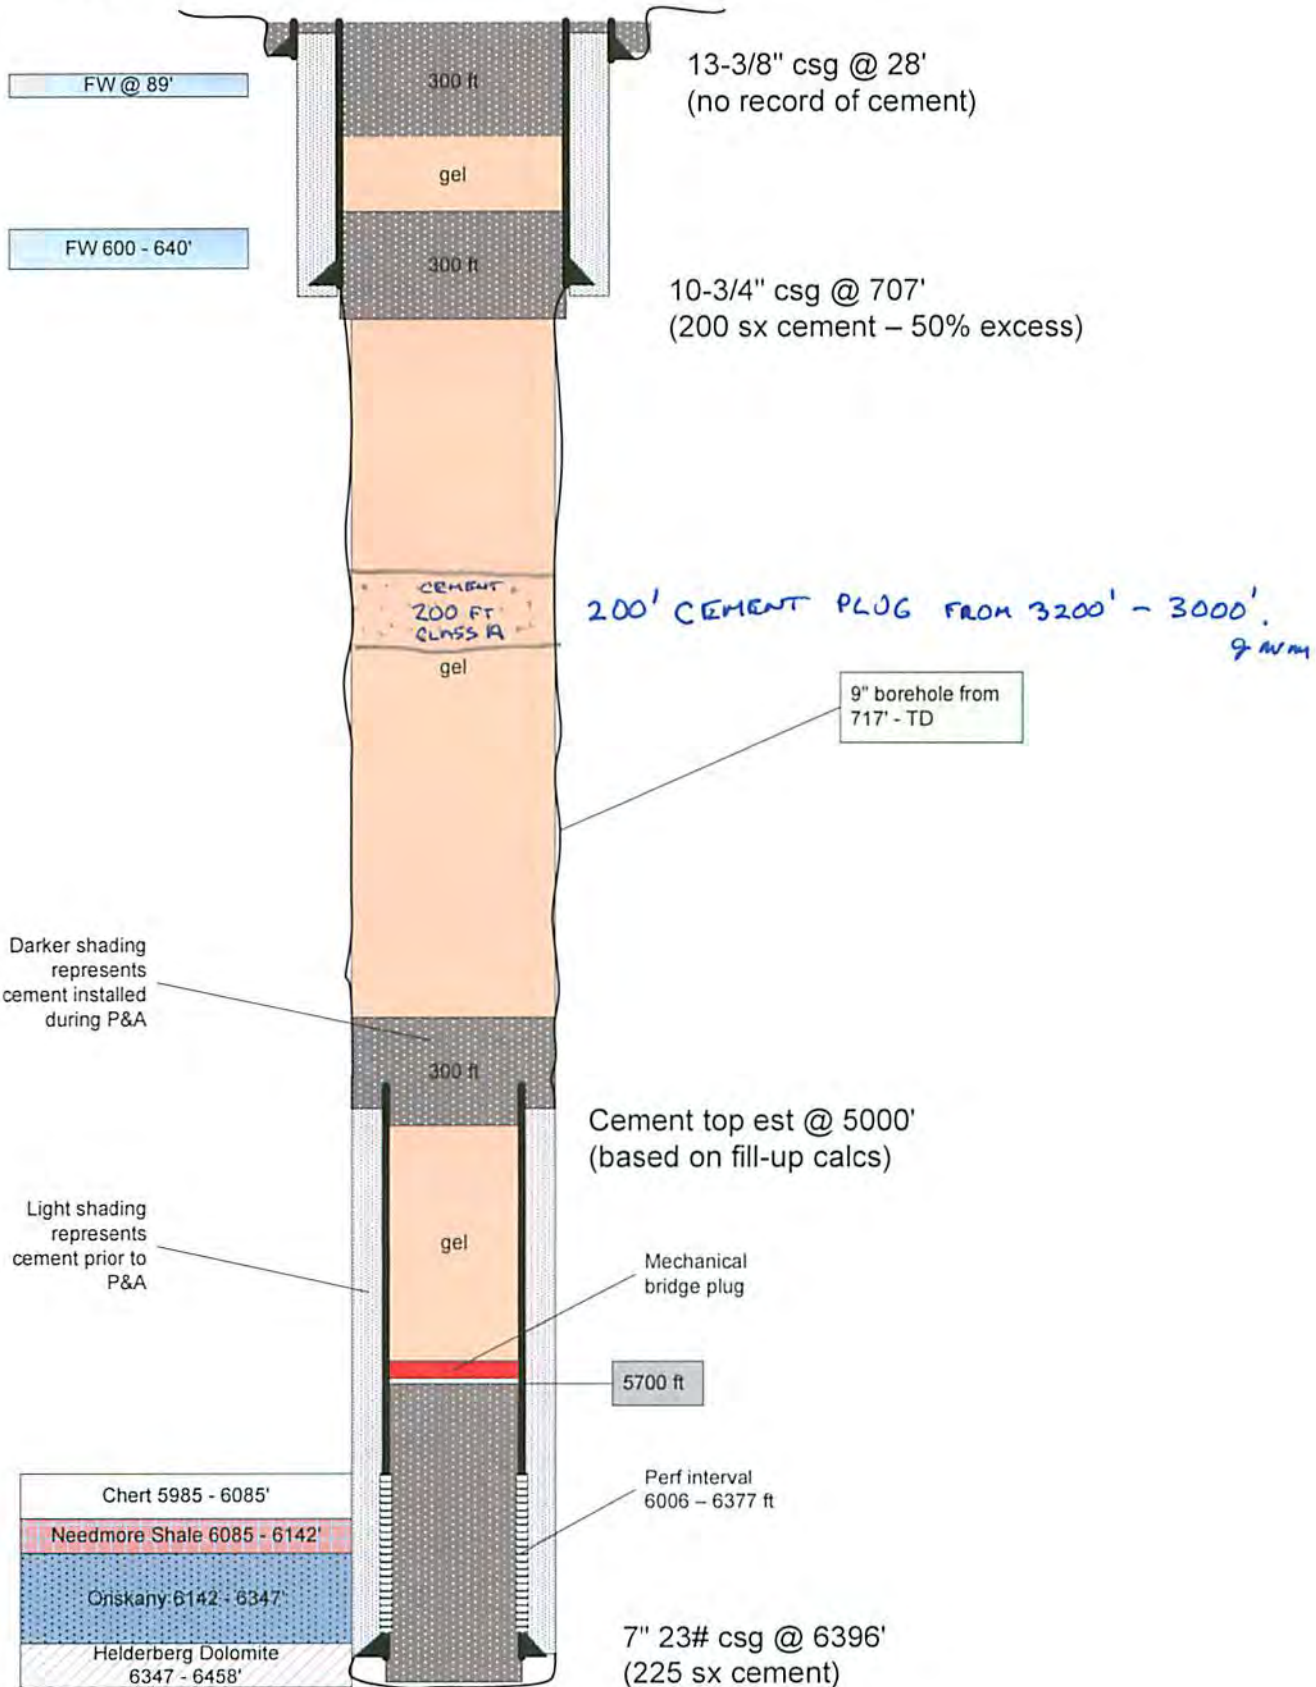 13-3/8" csg @ 28'
(no record of cement)
FW @ 89'
300 ft
gel
FW 600 - 640'
300 ft
10-3/4" csg @ 707'
(200 sx cement – 50% excess)
CEMENT
200 FT
CLASS A
200' CEMENT PLUG FROM 3200' - 3000'.
gel
9" borehole from
717' - TD
Darker shading
represents
cement installed
during P&A
300 ft
Cement top est @ 5000'
(based on fill-up calcs)
Light shading
represents
cement prior to
P&A
gel
Mechanical
bridge plug
5700 ft
Perf interval
6006 – 6377 ft
Chert 5985 - 6085'
Needmore Shale 6085 - 6142'
Oriskany 6142 - 6347'
Helderberg Dolomite
6347 - 6458'
7" 23# csg @ 6396'
(225 sx cement)